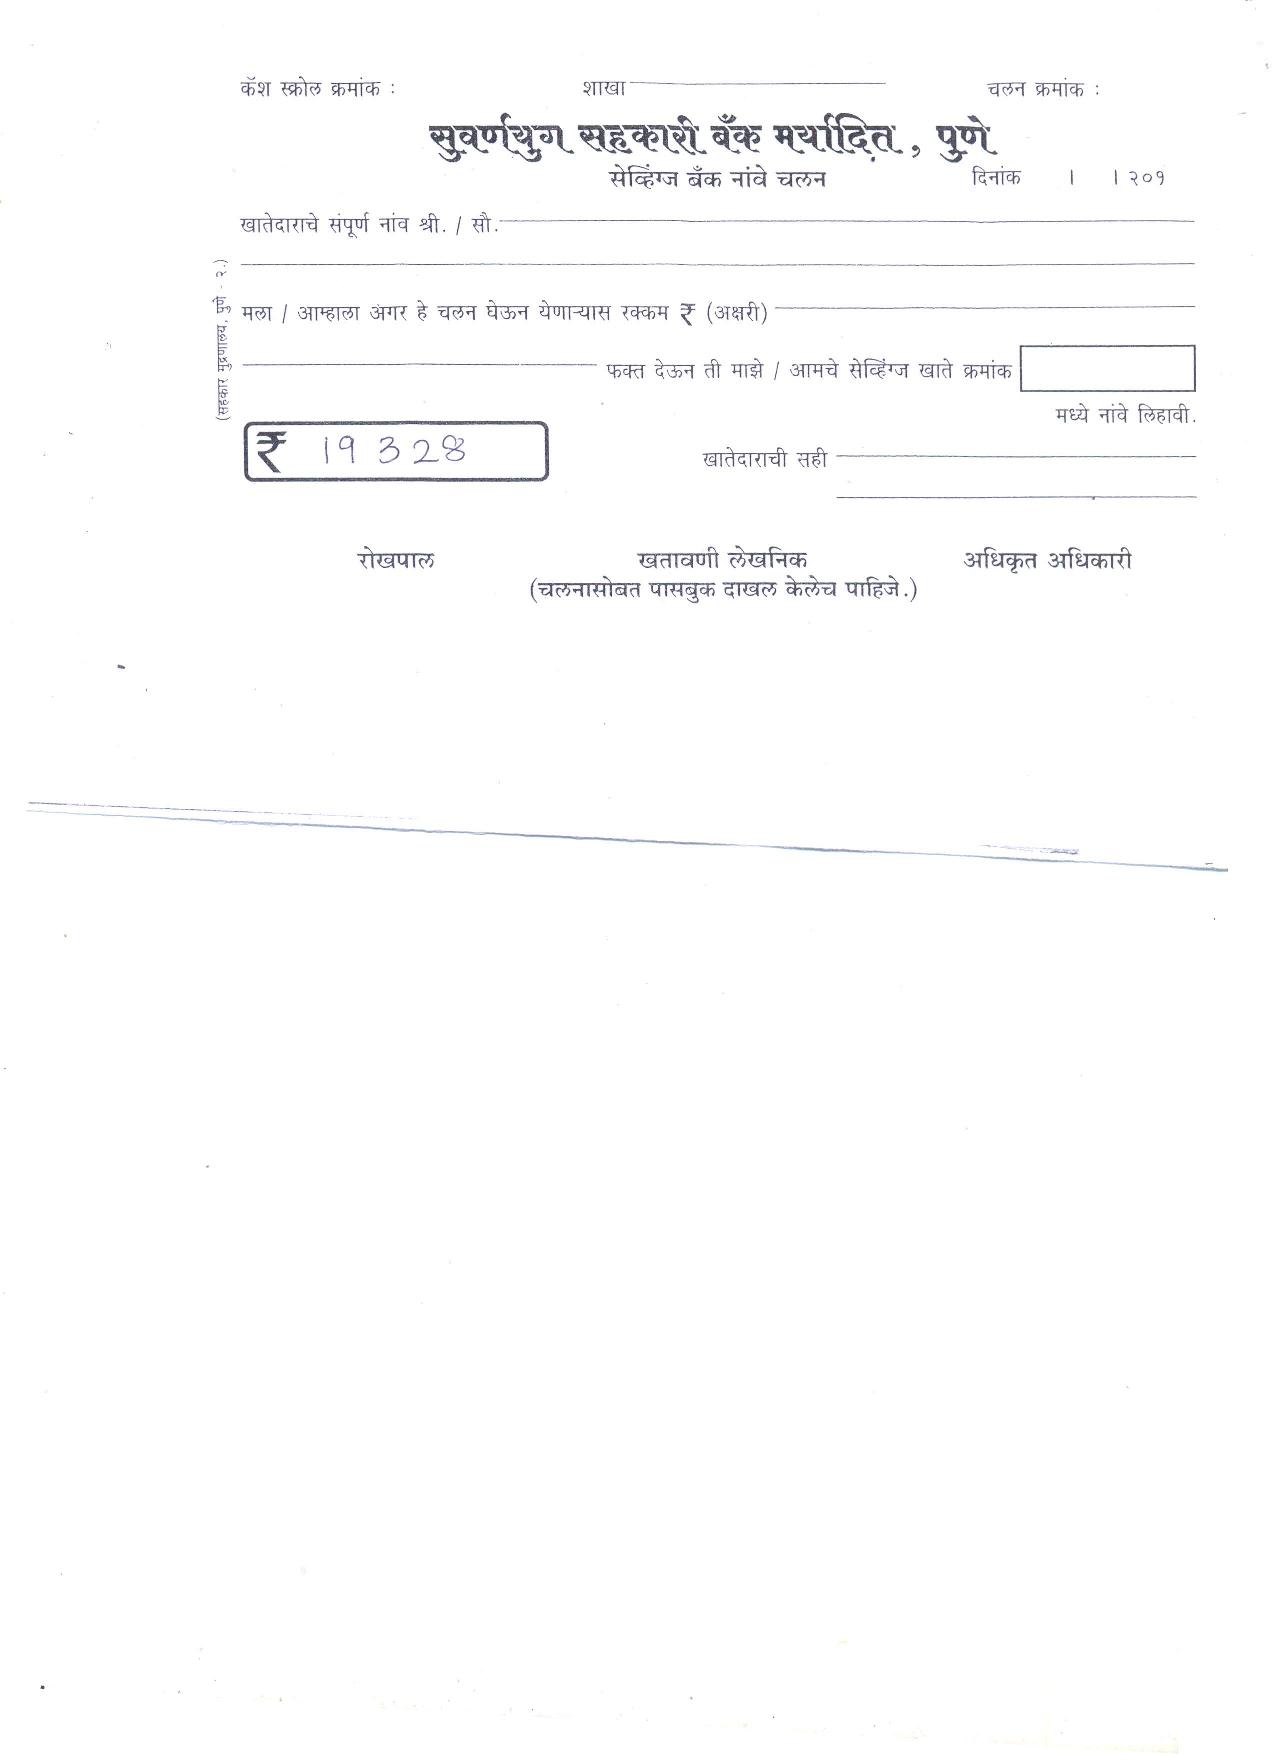 कॅश स्क्रोल क्रमांक : शाखा चलन क्रमांक :
सुवर्णयुग सहकारी बँक मर्यादित, पुणे
सेव्हिंग्ज बँक नांवे चलन दिनांक । । २०१
खातेदाराचे संपूर्ण नांव श्री. / सौ.
(सहकार मुद्रणालय, पुणे - २.)
मला / आम्हाला अगर हे चलन घेऊन येणाऱ्यास रक्कम ₹ (अक्षरी)
फक्त देऊन ती माझे / आमचे सेव्हिंग्ज खाते क्रमांक
मध्ये नांवे लिहावी.
₹ 19328 खातेदाराची सही
रोखपाल खतावणी लेखनिक अधिकृत अधिकारी
(चलनासोबत पासबुक दाखल केलेच पाहिजे.)